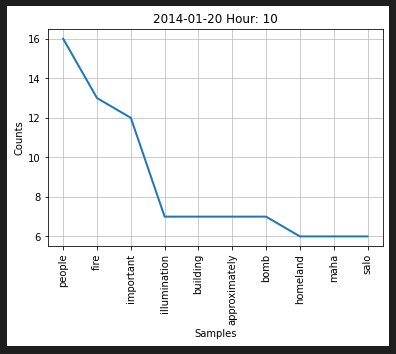 2014-01-20 Hour: 10
16
14
12
10
8
6
Counts
people
fire
important
illumination
building
approximately
bomb
homeland
maha
salo
Samples